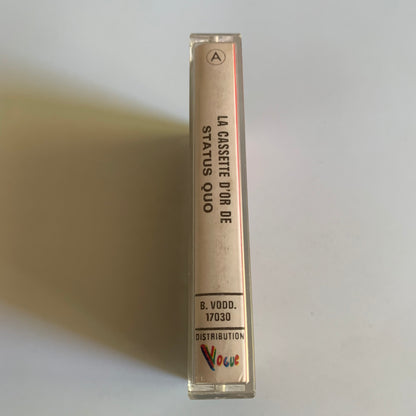 A
LA CASSETTE D'OR DE
STATUS QUO
B. VODD.
17030
DISTRIBUTION
VOGUE